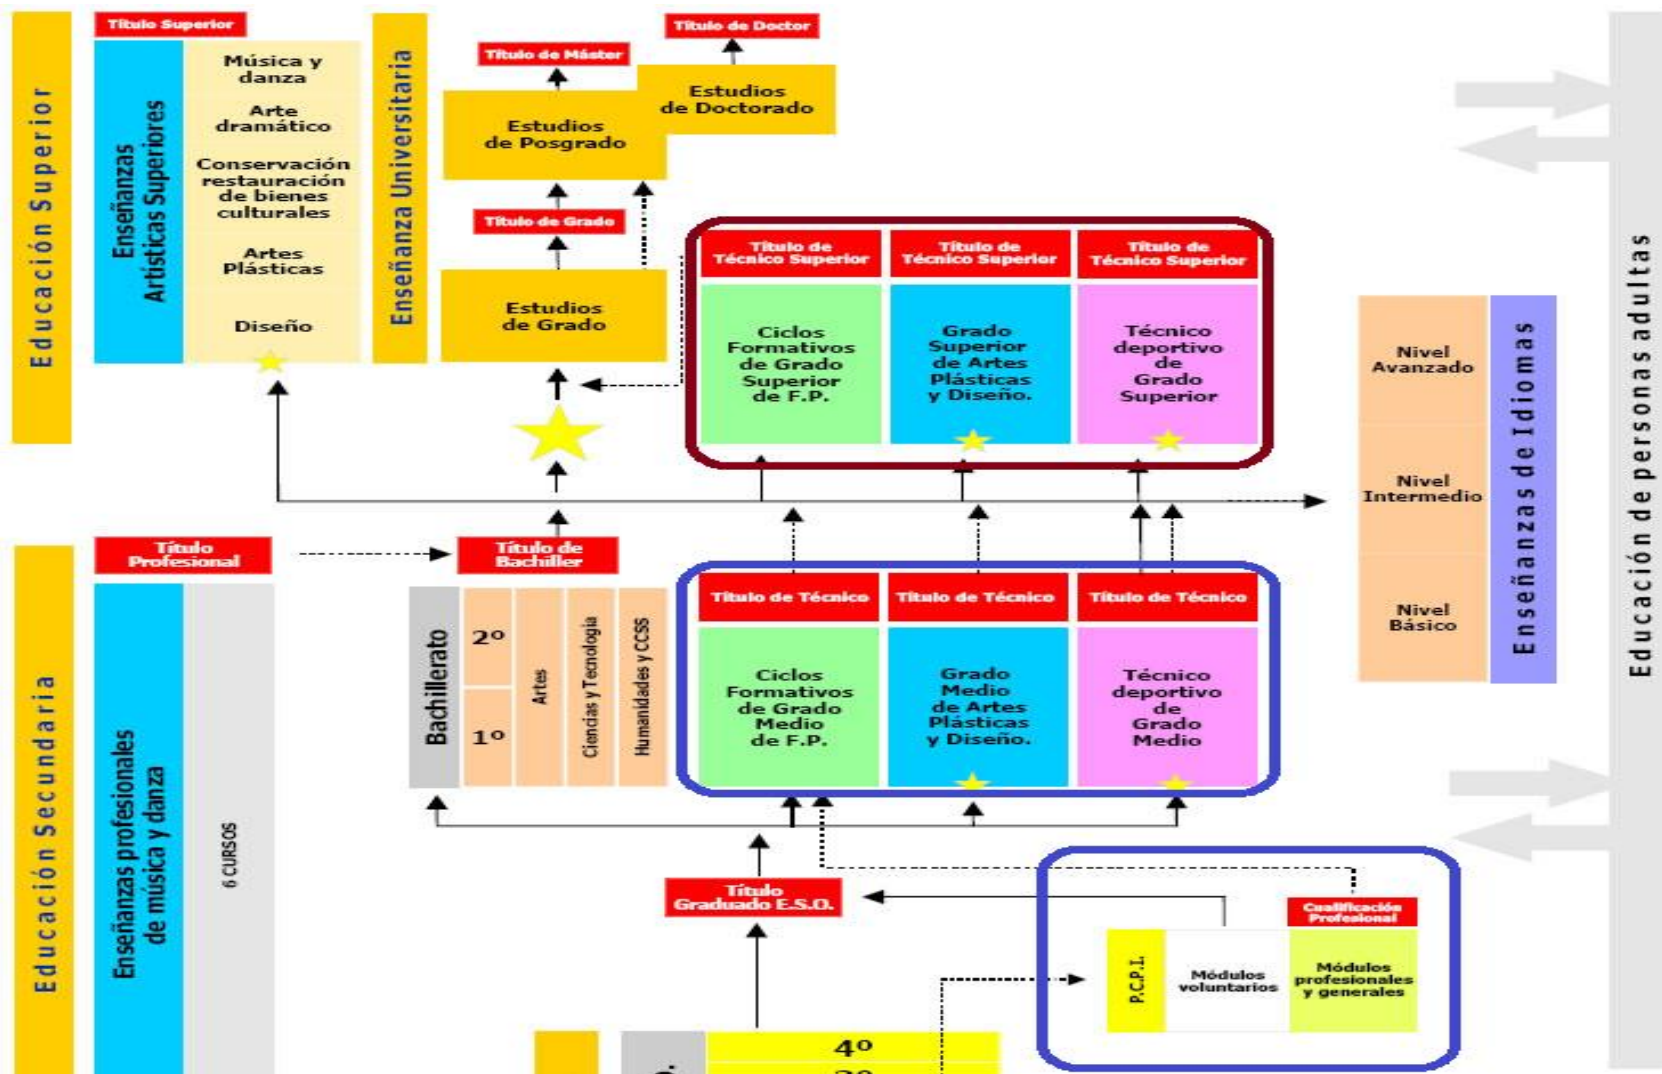 Título Superior
Educación Superior
Enseñanzas
Artísticas Superiores
Música y
danza
Arte
dramático
Conservación
restauración
de bienes
culturales
Artes
Plásticas
Diseño
Enseñanza Universitaria
Título de Máster
Título de Doctor
Estudios
de Posgrado
Estudios
de Doctorado
Título de Grado
Estudios
de Grado
Título de
Técnico Superior
Título de
Técnico Superior
Título de
Técnico Superior
Ciclos
Formativos
de Grado
Superior
de F.P.
Grado
Superior
de Artes
Plásticas
y Diseño.
Técnico
deportivo
de
Grado
Superior
Nivel
Avanzado
Nivel
Intermedio
Nivel
Básico
Enseñanzas de Idiomas
Educación de personas adultas
Educación Secundaria
Título
Profesional
Enseñanzas profesionales
de música y danza
6 CURSOS
Título de
Bachiller
Bachillerato
2º
1º
Artes
Ciencias y Tecnología
Humanidades y CCSS
Título de Técnico
Título de Técnico
Título de Técnico
Ciclos
Formativos
de Grado
Medio
de F.P.
Grado
Medio
de Artes
Plásticas
y Diseño.
Técnico
deportivo
de
Grado
Medio
Título
Graduado E.S.O.
Cualificación
Profesional
P.C.P.I.
Módulos
voluntarios
Módulos
profesionales
y generales
4º